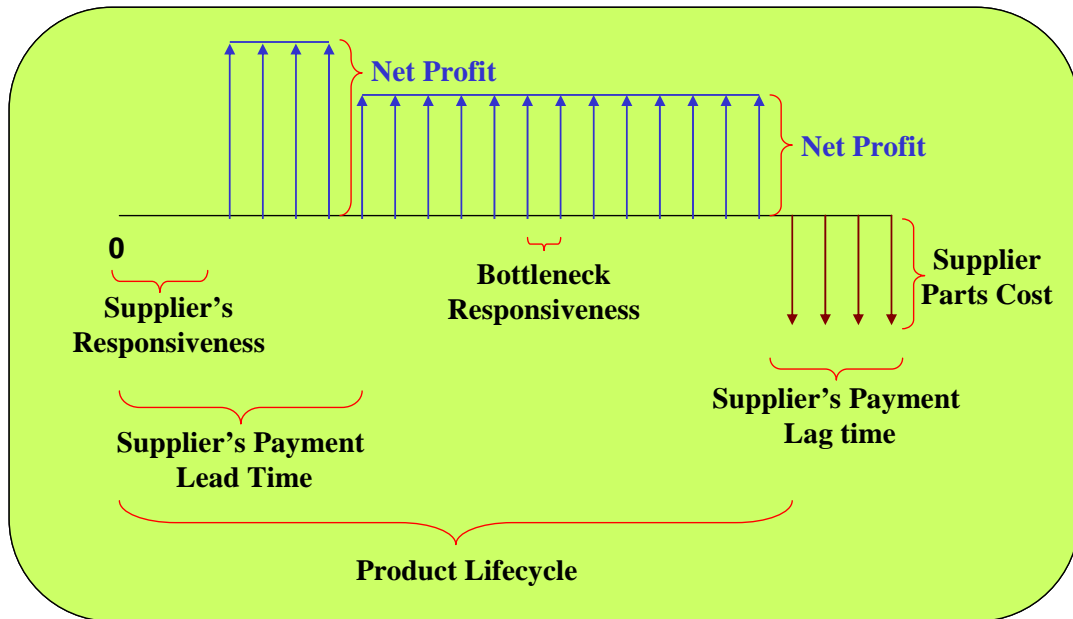 Net Profit
Net Profit
0
Supplier's
Responsiveness
Bottleneck
Responsiveness
Supplier
Parts Cost
Supplier's Payment
Lead Time
Supplier's Payment
Lag time
Product Lifecycle